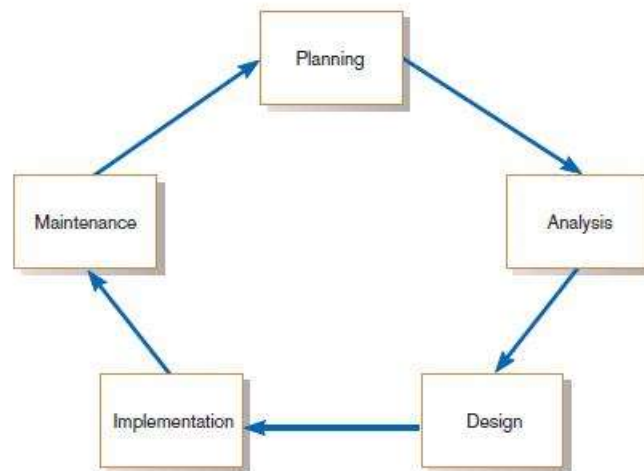 Planning
Analysis
Design
Implementation
Maintenance